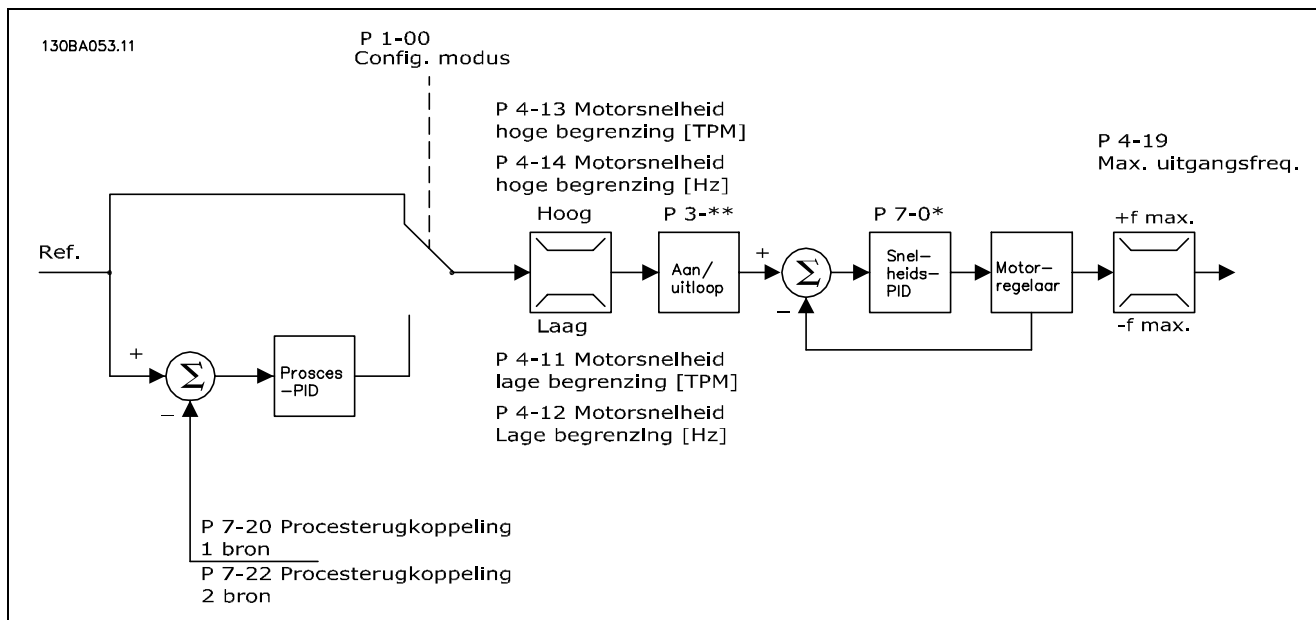 130BA053.11
P 1-00
Config. modus
P 4-13 Motorsnelheid
hoge begrenzing [TPM]
P 4-14 Motorsnelheid
hoge begrenzing [Hz]
P 4-19
Max. uitgangsfreq.
Hoog
P 3-**
P 7-0*
+f max.
Ref.
Aan/
uitloop
+
Σ
−
Snel-
heids-
PID
Motor-
regelaar
Laag
-f max.
+
Σ
−
Prosces
-PID
P 4-11 Motorsnelheid
lage begrenzing [TPM]
P 4-12 Motorsnelheid
Lage begrenzing [Hz]
P 7-20 Procesterugkoppeling
1 bron
P 7-22 Procesterugkoppeling
2 bron